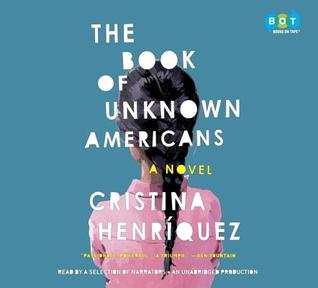 BOT
BOOKS ON TAPE®
THE
BOOK
OF
UNKNOWN
AMERICANS
A NOVEL
CRISTINA
HENRÍQUEZ
"PASSIONATE, POWERFUL . . . A TRIUMPH." —BEN FOUNTAIN
READ BY A SELECTION OF NARRATORS • AN UNABRIDGED PRODUCTION